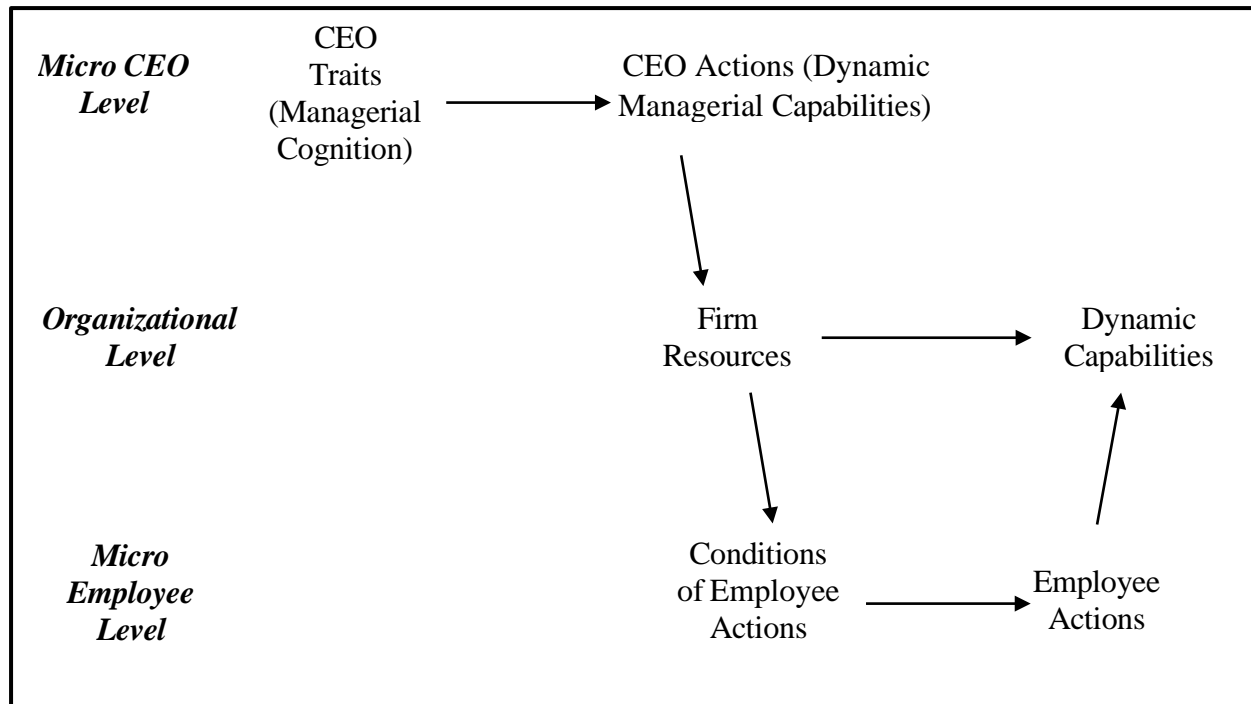 Micro CEO
Level
CEO
Traits
(Managerial
Cognition)
CEO Actions (Dynamic
Managerial Capabilities)
Organizational
Level
Firm
Resources
Dynamic
Capabilities
Micro
Employee
Level
Conditions
of Employee
Actions
Employee
Actions